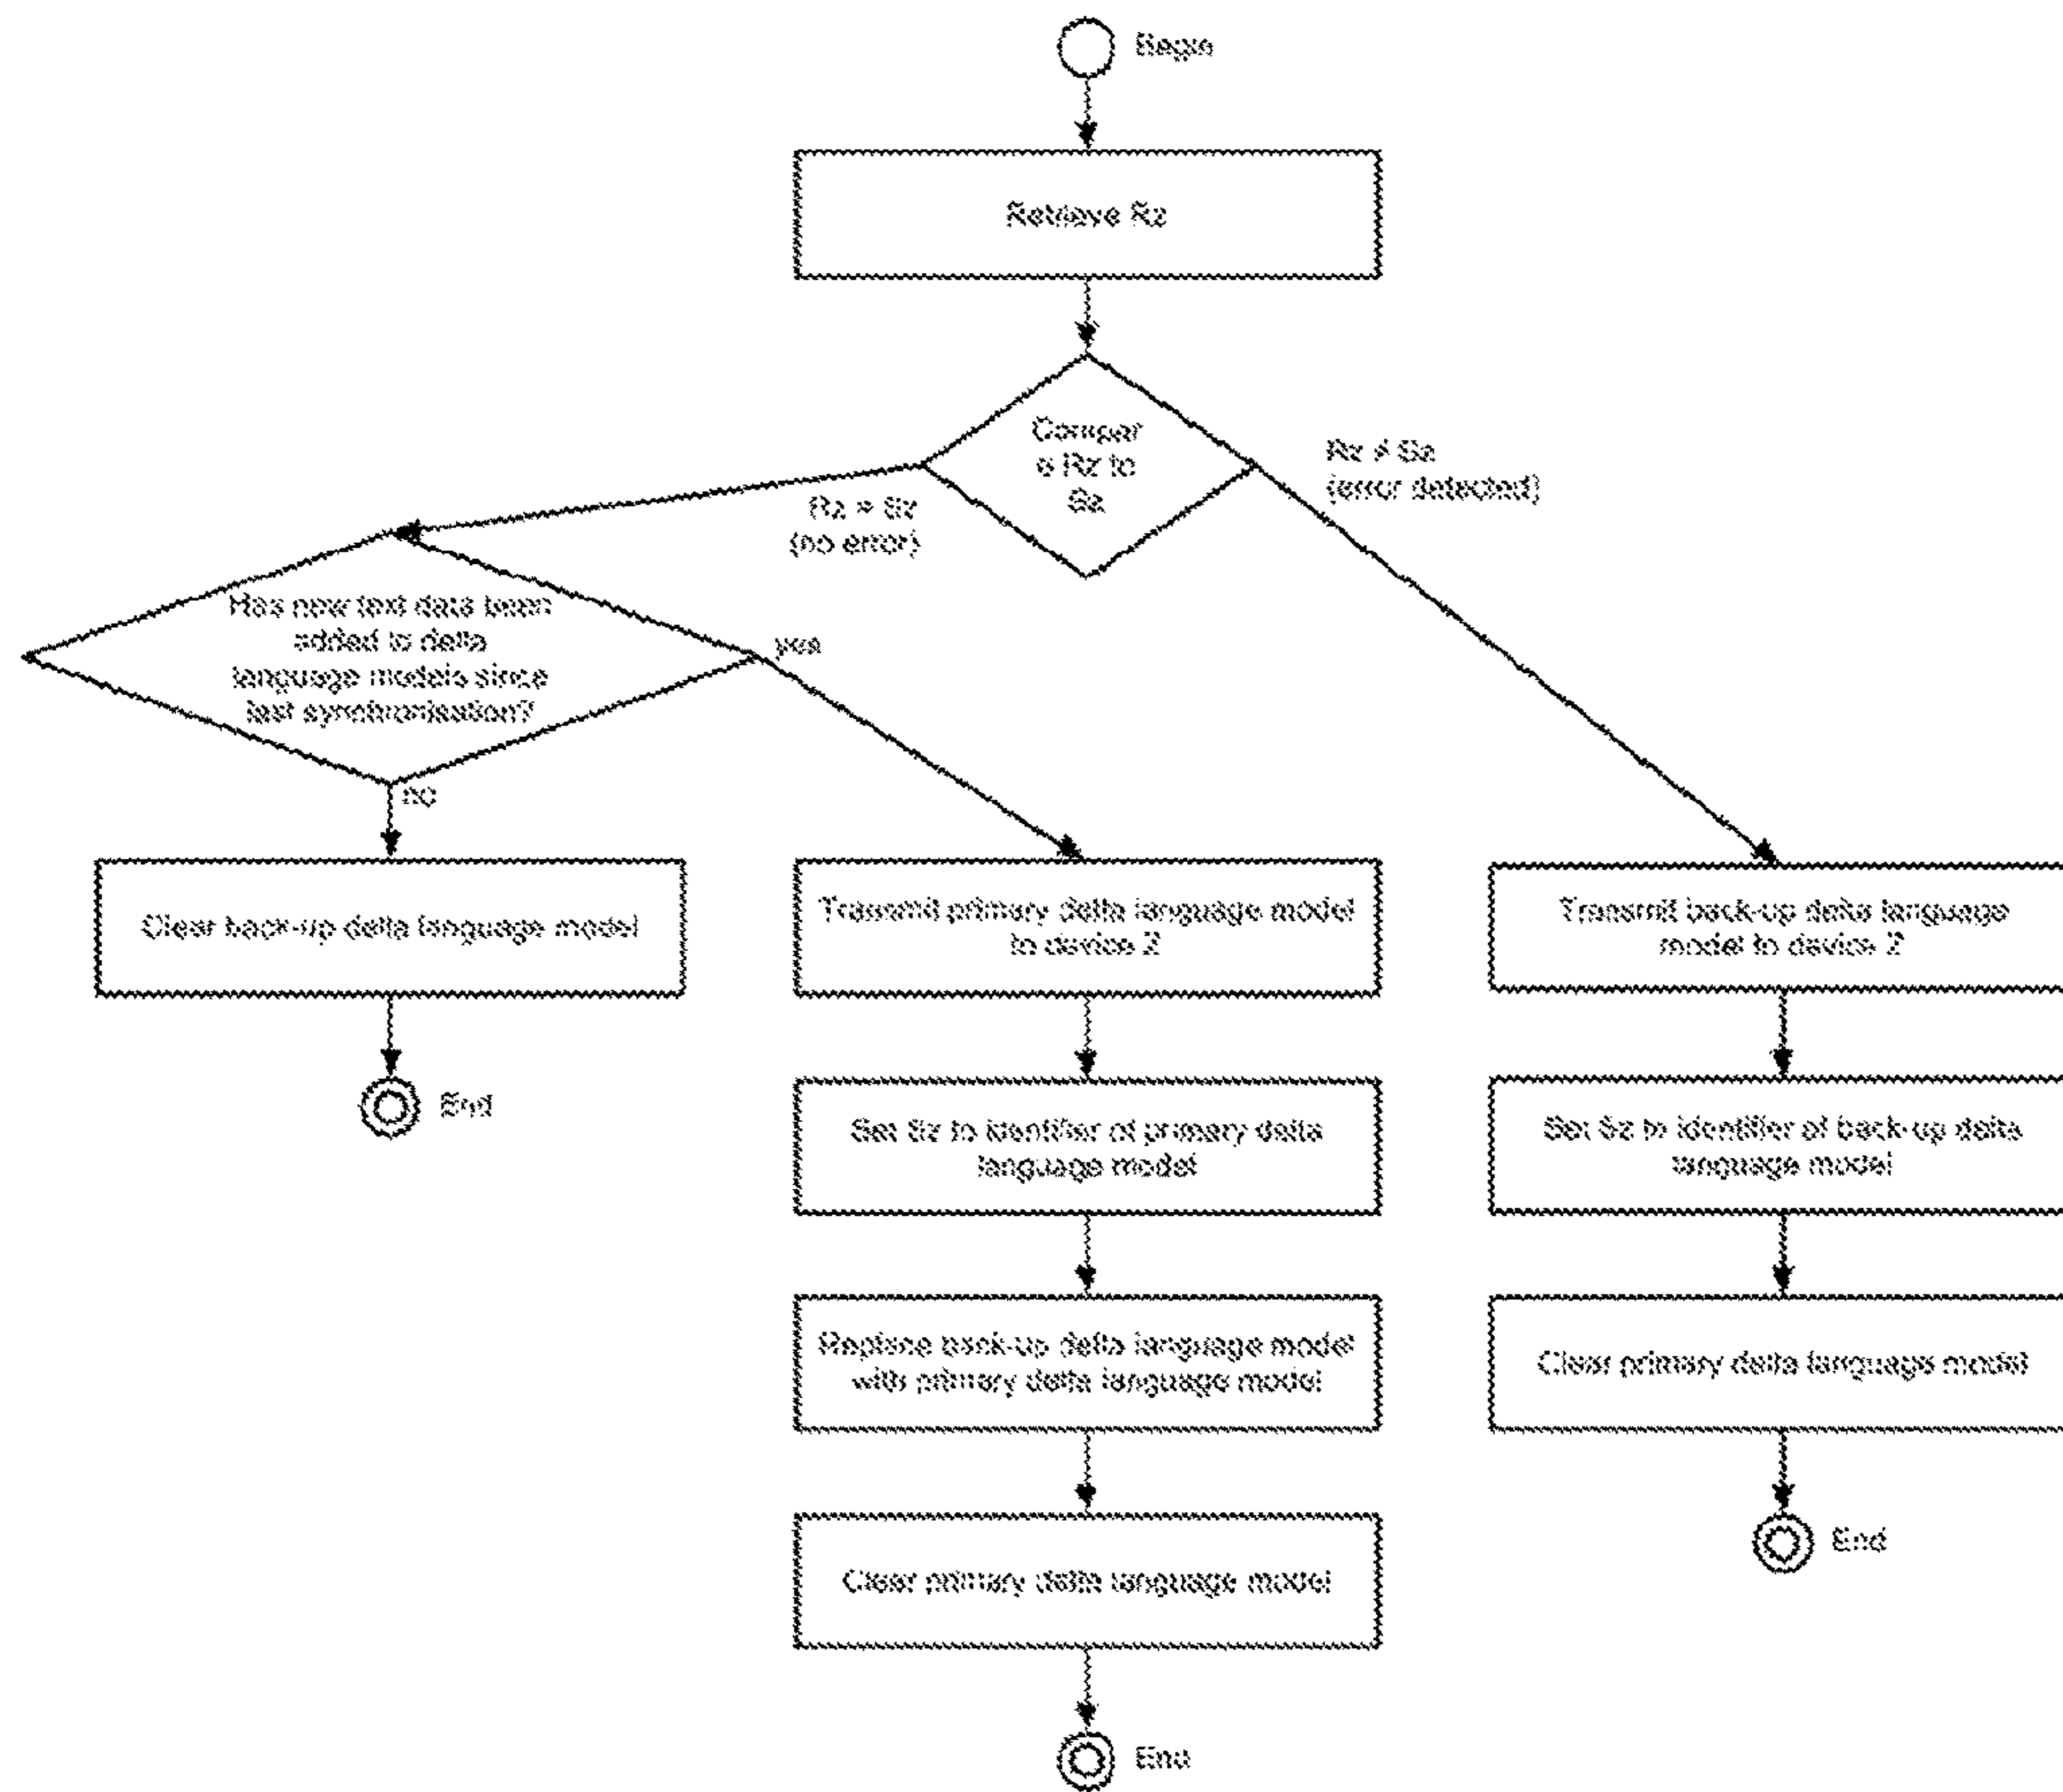 Begin
Retrieve Rz
Compar
e Rz to
Sz
Rz ≠ Sz
(error detected)
Rz = Sz
(no error)
Has new text data been
added to delta
language models since
last synchronisation?
yes
no
Clear back-up delta language model
Transmit primary delta language model
to device Z
Transmit back-up delta language
model to device Z
End
Set Sz to identifier of primary delta
language model
Set Sz to identifier of back-up delta
language model
Replace back-up delta language model
with primary delta language model
Clear primary delta language model
Clear primary delta language model
End
End